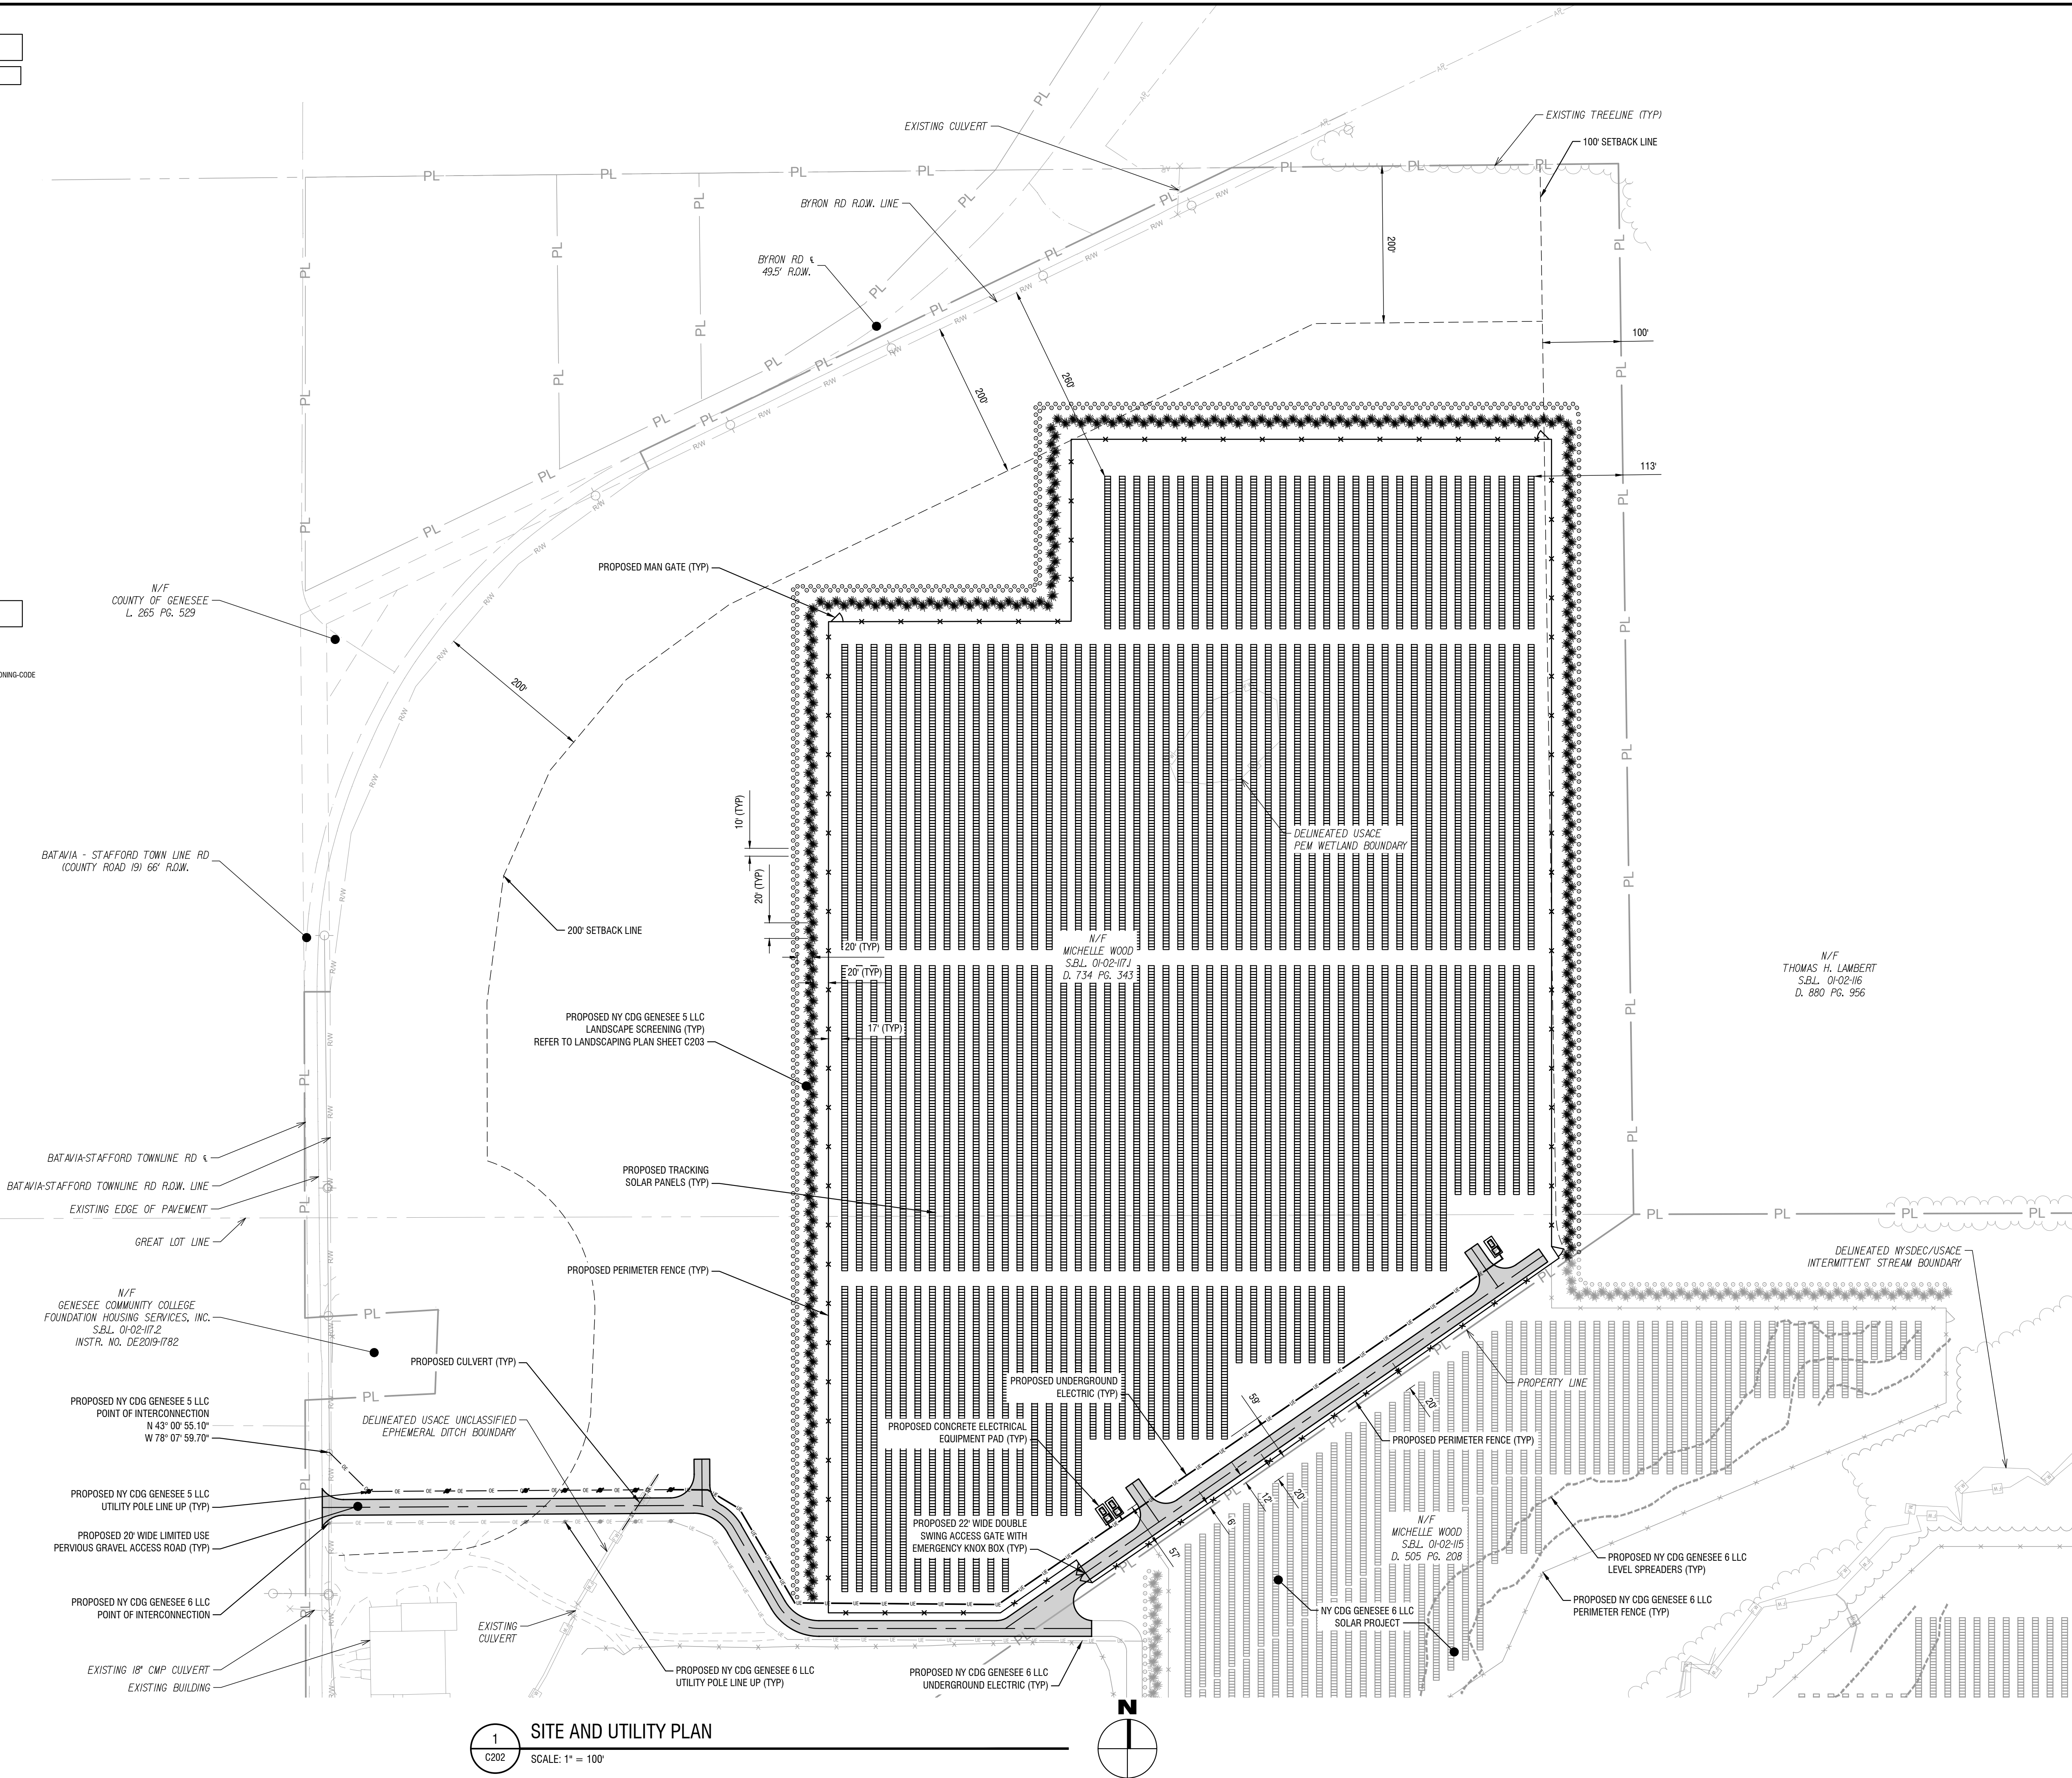 ONING-CODE
EXISTING CULVERT
EXISTING TREELINE (TYP)
100' SETBACK LINE
BYRON RD R.O.W. LINE
BYRON RD ℄
49.5' R.O.W.
200'
100'
260'
200'
113'
PROPOSED MAN GATE (TYP)
N/F
COUNTY OF GENESEE
L. 265 PG. 529
200'
10' (TYP)
DELINEATED USACE
PEM WETLAND BOUNDARY
BATAVIA - STAFFORD TOWN LINE RD
(COUNTY ROAD 19) 66' R.O.W.
20' (TYP)
200' SETBACK LINE
20' (TYP)
N/F
MICHELLE WOOD
S.B.L. 01-02-117.1
D. 734 PG. 343
20' (TYP)
N/F
THOMAS H. LAMBERT
S.B.L. 01-02-116
D. 880 PG. 956
PROPOSED NY CDG GENESEE 5 LLC
LANDSCAPE SCREENING (TYP)
REFER TO LANDSCAPING PLAN SHEET C203
17' (TYP)
BATAVIA-STAFFORD TOWNLINE RD ℄
PROPOSED TRACKING
SOLAR PANELS (TYP)
BATAVIA-STAFFORD TOWNLINE RD R.O.W. LINE
EXISTING EDGE OF PAVEMENT
GREAT LOT LINE
PROPOSED PERIMETER FENCE (TYP)
DELINEATED NYSDEC/USACE
INTERMITTENT STREAM BOUNDARY
N/F
GENESEE COMMUNITY COLLEGE
FOUNDATION HOUSING SERVICES, INC.
S.B.L. 01-02-117.2
INSTR. NO. DE2019-1782
PROPOSED CULVERT (TYP)
PROPOSED UNDERGROUND
ELECTRIC (TYP)
PROPERTY LINE
PROPOSED NY CDG GENESEE 5 LLC
POINT OF INTERCONNECTION
N 43° 00' 55.10"
W 78° 07' 59.70"
DELINEATED USACE UNCLASSIFIED
EPHEMERAL DITCH BOUNDARY
59'
20'
PROPOSED CONCRETE ELECTRICAL
EQUIPMENT PAD (TYP)
PROPOSED PERIMETER FENCE (TYP)
PROPOSED NY CDG GENESEE 5 LLC
UTILITY POLE LINE UP (TYP)
12'
20'
6'
57'
PROPOSED 20' WIDE LIMITED USE
PERVIOUS GRAVEL ACCESS ROAD (TYP)
PROPOSED 22' WIDE DOUBLE
SWING ACCESS GATE WITH
EMERGENCY KNOX BOX (TYP)
N/F
MICHELLE WOOD
S.B.L. 01-02-115
D. 505 PG. 208
PROPOSED NY CDG GENESEE 6 LLC
LEVEL SPREADERS (TYP)
PROPOSED NY CDG GENESEE 6 LLC
POINT OF INTERCONNECTION
PROPOSED NY CDG GENESEE 6 LLC
PERIMETER FENCE (TYP)
NY CDG GENESEE 6 LLC
SOLAR PROJECT
EXISTING
CULVERT
EXISTING 18" CMP CULVERT
EXISTING BUILDING
PROPOSED NY CDG GENESEE 6 LLC
UTILITY POLE LINE UP (TYP)
PROPOSED NY CDG GENESEE 6 LLC
UNDERGROUND ELECTRIC (TYP)
N
1
C202
SITE AND UTILITY PLAN
SCALE: 1" = 100'